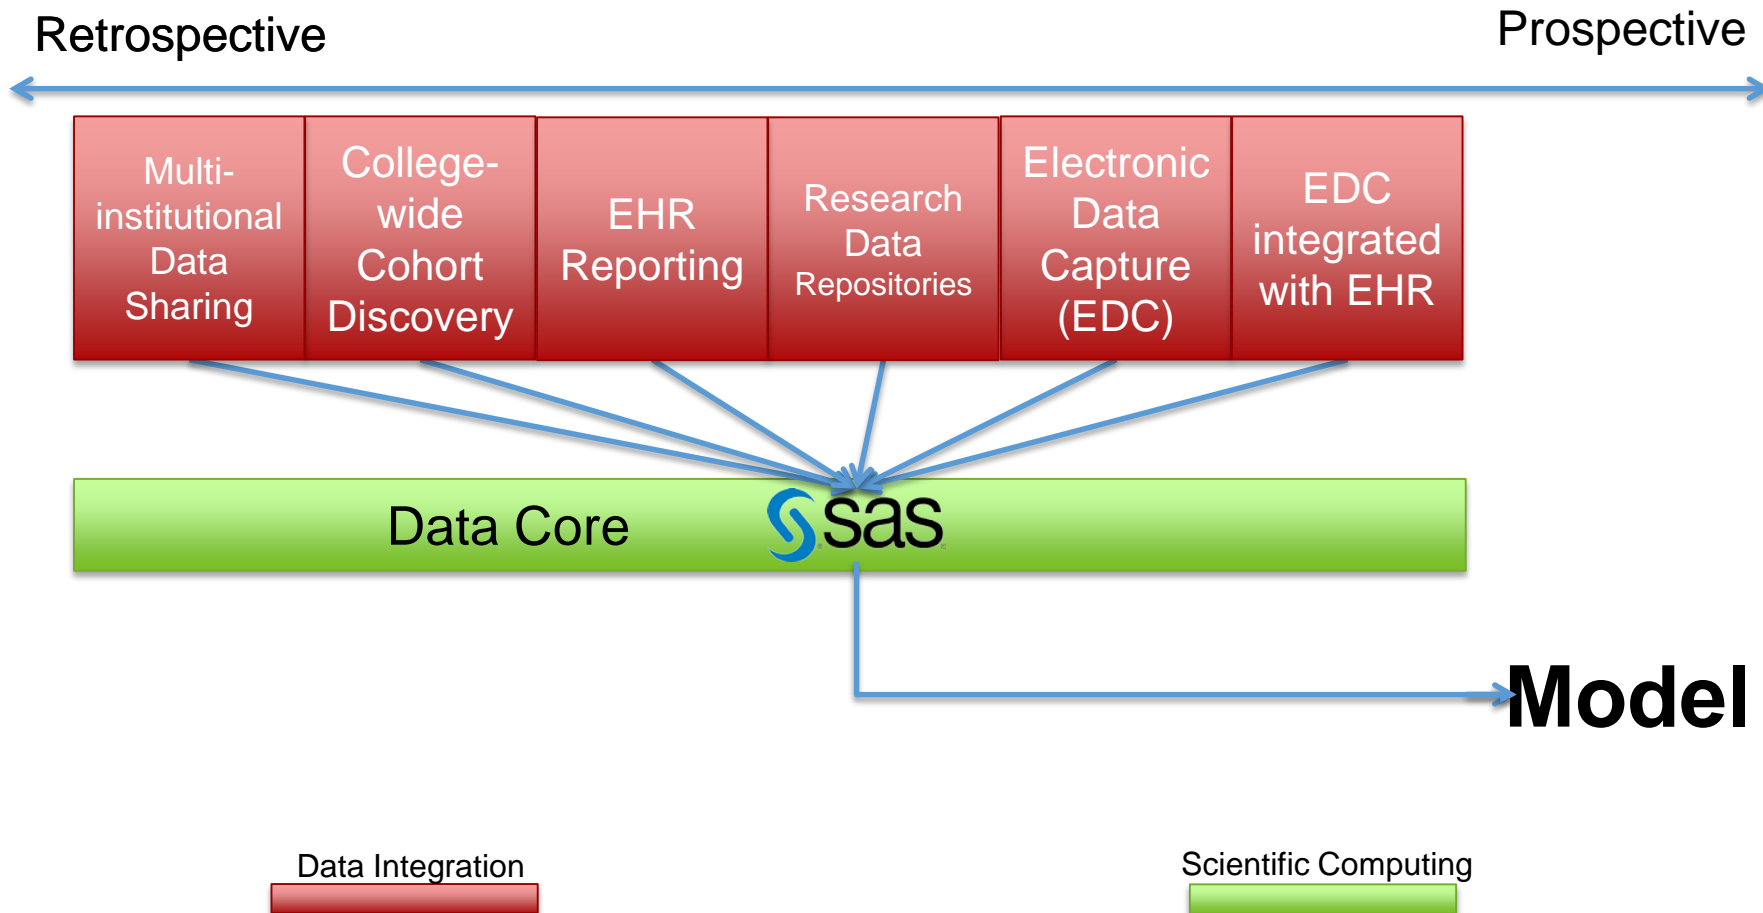 Retrospective
Prospective
Multi-
institutional
Data
Sharing
College-
wide
Cohort
Discovery
EHR
Reporting
Research
Data
Repositories
Electronic
Data
Capture
(EDC)
EDC
integrated
with EHR
Data Core
sas
Model
Data Integration
Scientific Computing